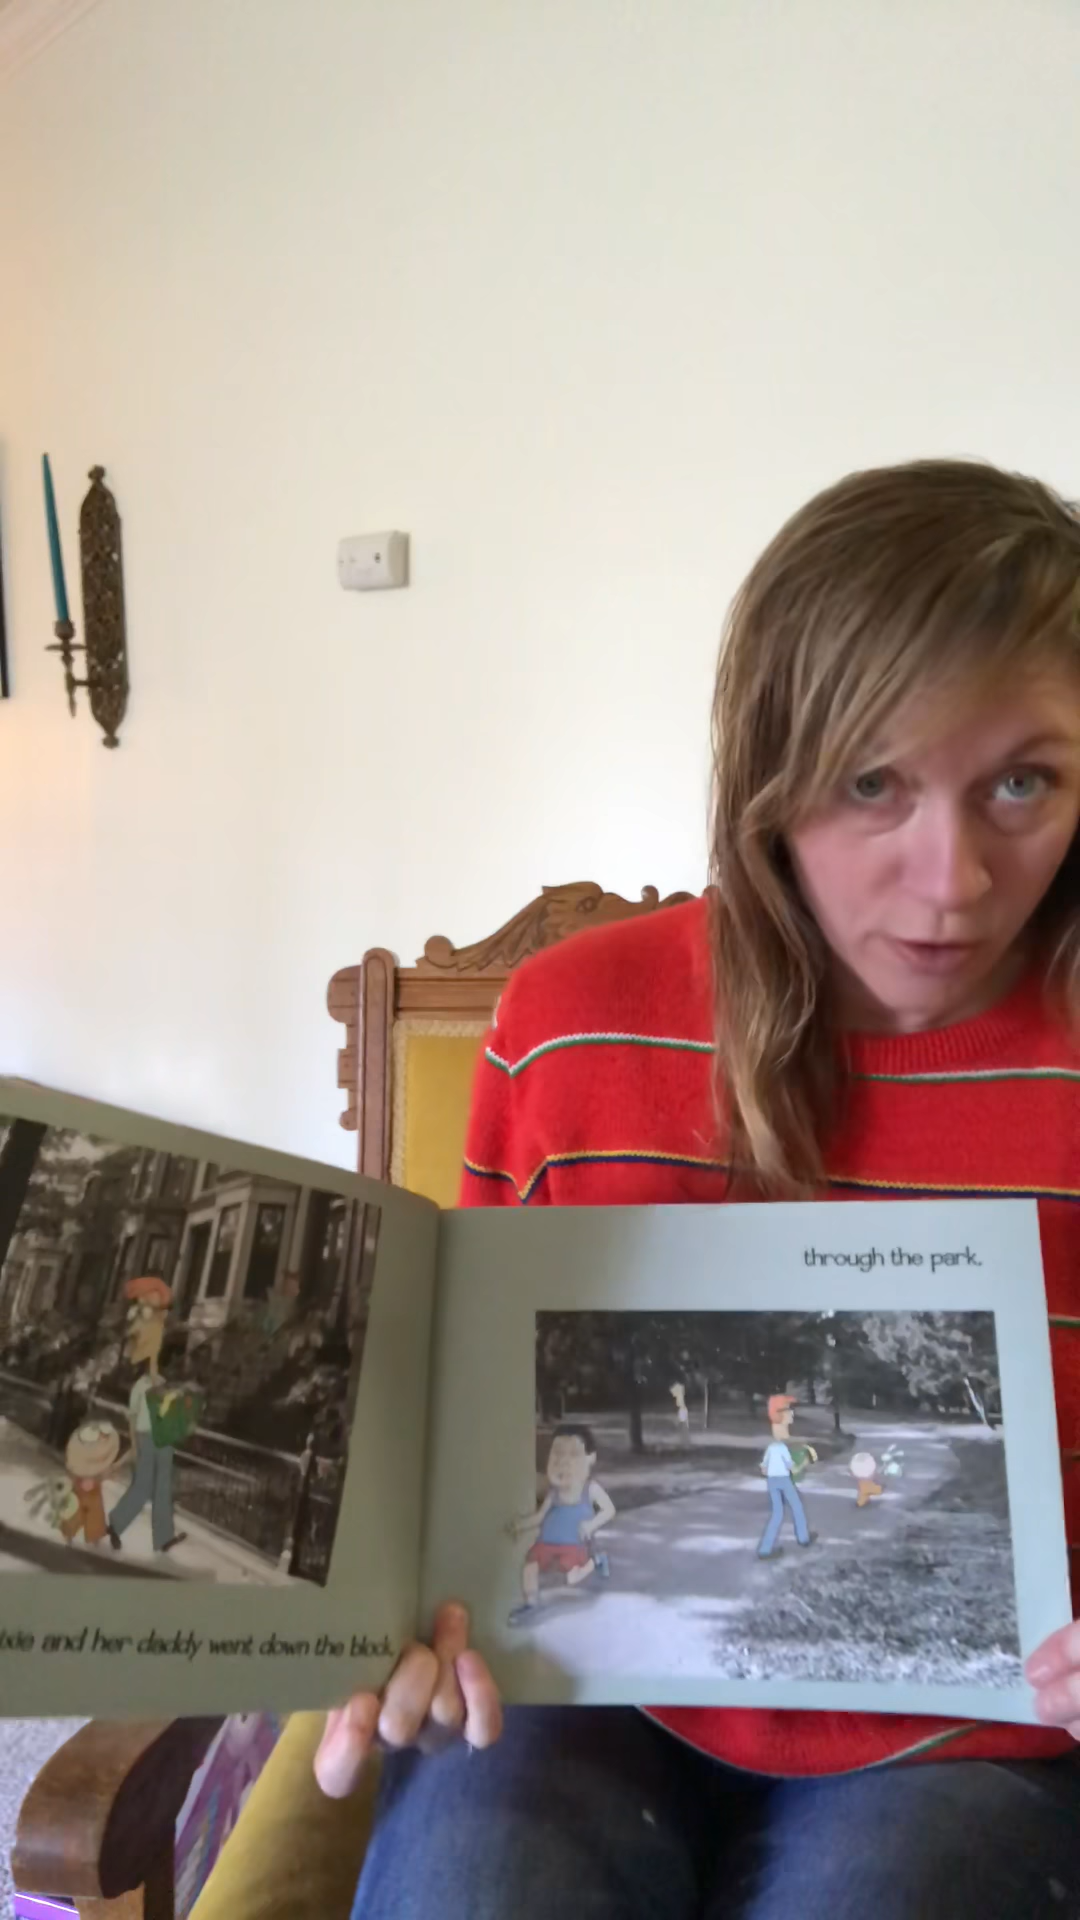 and her daddy went down the block,
through the park,